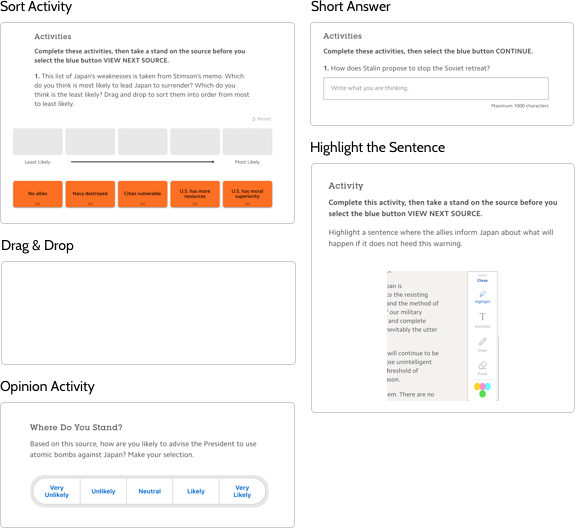 Sort Activity
Activities
Complete these activities, then take a stand on the source before you
select the blue button VIEW NEXT SOURCE.
1. This list of Japan's weaknesses is taken from Stimson's memo. Which
do you think is most likely to lead Japan to surrender? Which do you
think is the least likely? Drag and drop to sort them into order from most
to least likely.
Reset
Least Likely
Most Likely
No allies
Navy destroyed
Cities vulnerable
U.S. has more
resources
U.S. has moral
superiority
Drag & Drop
Opinion Activity
Where Do You Stand?
Based on this source, how are you likely to advise the President to use
atomic bombs against Japan? Make your selection.
Very
Unlikely
Unlikely
Neutral
Likely
Very
Likely
Short Answer
Activities
Complete these activities, then select the blue button CONTINUE.
1. How does Stalin propose to stop the Soviet retreat?
Write what you are thinking.
Maximum 1000 characters
Highlight the Sentence
Activity
Complete this activity, then take a stand on the source before you
select the blue button VIEW NEXT SOURCE.
Highlight a sentence where the allies inform Japan about what will
happen if it does not heed this warning.
pan is
to the resisting
and the method of
our military
and complete
nevitably the utter
will continue to be
ose unintelligent
threshold of
ason.
em. There are no
Close
Highlight
Annotate
Draw
Erase